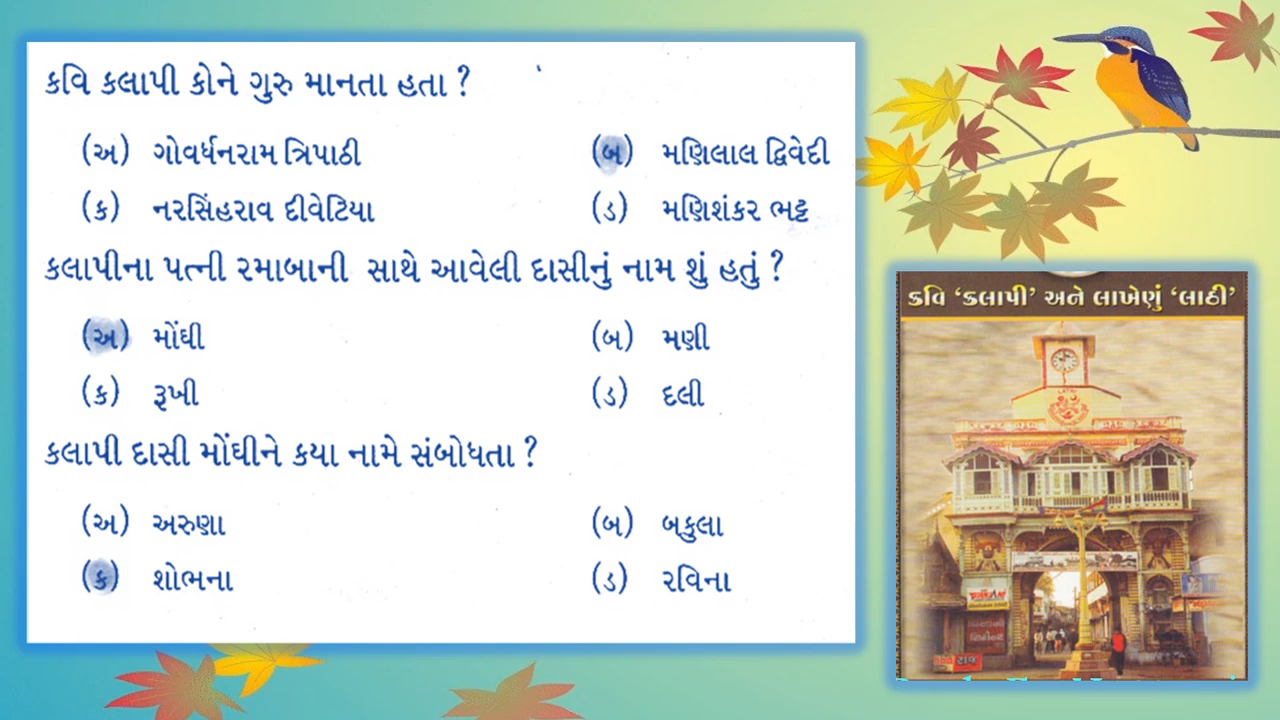 કવિ કલાપી કોને ગુરુ માનતા હતા ?
(અ) ગોવર્ધનરામ ત્રિપાઠી (બ) મણિલાલ દ્વિવેદી
(ક) નરસિંહરાવ દીવેટિયા (ડ) મણિશંકર ભટ્ટ
કલાપીના પત્ની રમાબાની સાથે આવેલી દાસીનું નામ શું હતું ?
(અ) મોંઘી (બ) મણી
(ક) રૂખી (ડ) દલી
કલાપી દાસી મોંઘીને કયા નામે સંબોધતા ?
(અ) અરુણા (બ) બકુલા
(ક) શોભના (ડ) રવિના
કવિ ‘કલાપી’ અને લાખેણું ‘લાઠી’